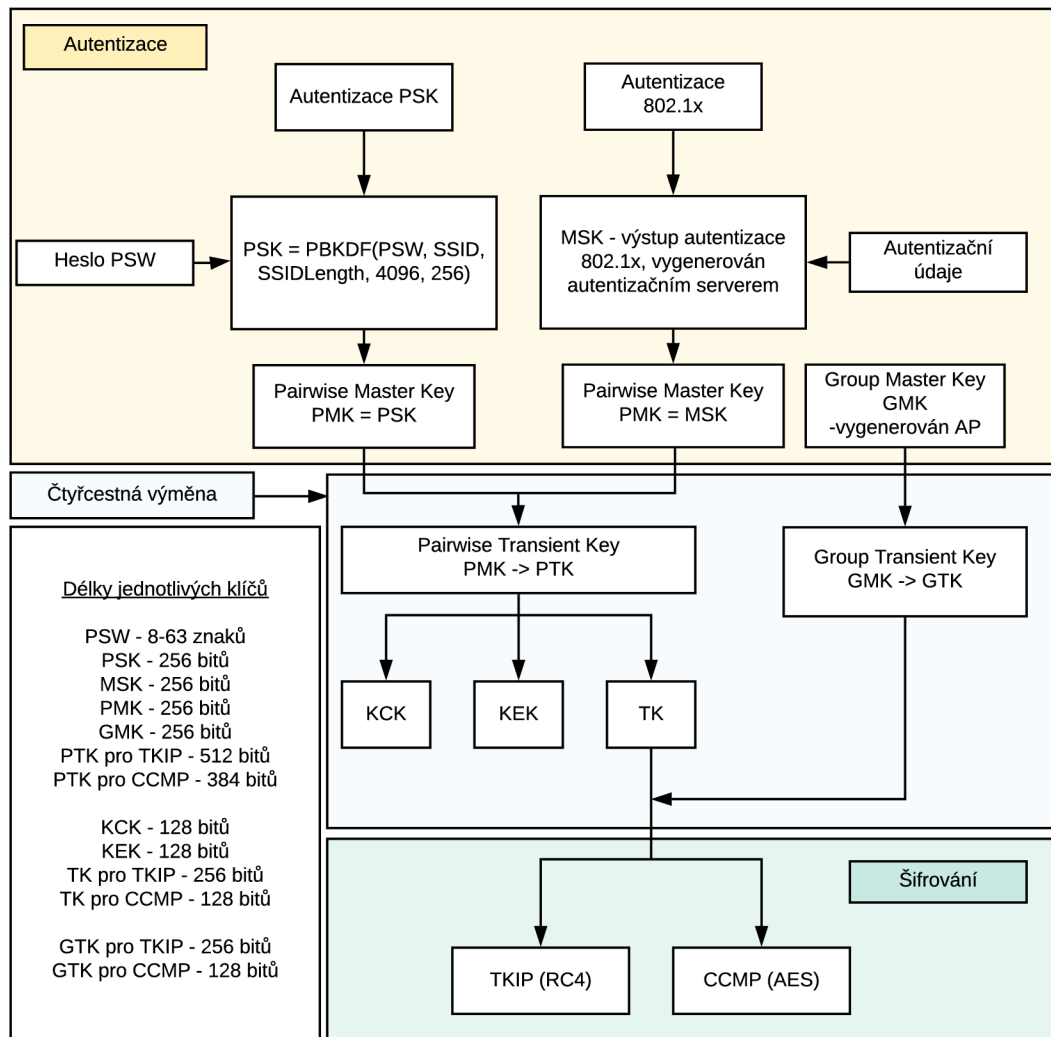 Autentizace
Autentizace PSK
Autentizace
802.1x
Heslo PSW
PSK = PBKDF(PSW, SSID,
SSIDLength, 4096, 256)
MSK - výstup autentizace
802.1x, vygenerován
autentizačním serverem
Autentizační
údaje
Pairwise Master Key
PMK = PSK
Pairwise Master Key
PMK = MSK
Group Master Key
GMK
-vygenerován AP
Čtyřcestná výměna
Pairwise Transient Key
PMK -> PTK
Group Transient Key
GMK -> GTK
KCK
KEK
TK
Délky jednotlivých klíčů
PSW - 8-63 znaků
PSK - 256 bitů
MSK - 256 bitů
PMK - 256 bitů
GMK - 256 bitů
PTK pro TKIP - 512 bitů
PTK pro CCMP - 384 bitů
KCK - 128 bitů
KEK - 128 bitů
TK pro TKIP - 256 bitů
TK pro CCMP - 128 bitů
GTK pro TKIP - 256 bitů
GTK pro CCMP - 128 bitů
Šifrování
TKIP (RC4)
CCMP (AES)